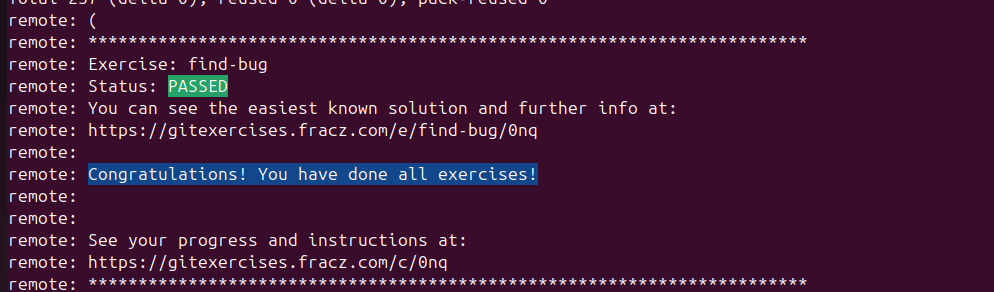 Total 237 (delta 0), reused 0 (delta 0), pack-reused 0
remote: (
remote: ************************************************************************
remote: Exercise: find-bug
remote: Status: PASSED
remote: You can see the easiest known solution and further info at:
remote: https://gitexercises.fracz.com/e/find-bug/0nq
remote:
remote: Congratulations! You have done all exercises!
remote:
remote:
remote: See your progress and instructions at:
remote: https://gitexercises.fracz.com/c/0nq
remote: ************************************************************************